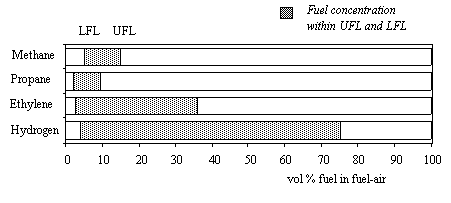 Fuel concentration
within UFL and LFL
LFL UFL
Methane
Propane
Ethylene
Hydrogen
0 10 20 30 40 50 60 70 80 90 100
vol % fuel in fuel-air